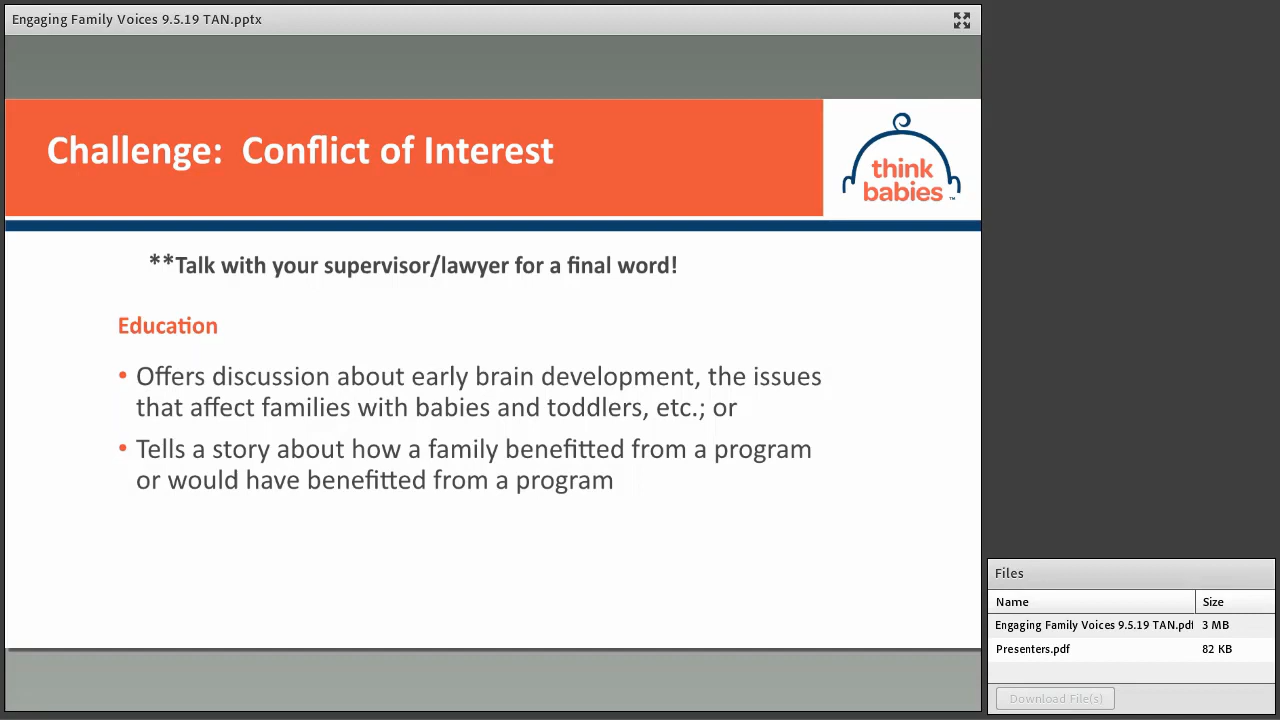 Engaging Family Voices 9.5.19 TAN.pptx
Challenge:  Conflict of Interest
think
babies ™
**Talk with your supervisor/lawyer for a final word!
Education
• Offers discussion about early brain development, the issues
that affect families with babies and toddlers, etc.; or
• Tells a story about how a family benefitted from a program
or would have benefitted from a program
Files
Name Size
Engaging Family Voices 9.5.19 TAN.pdf 3 MB
Presenters.pdf 82 KB
Download File(s)